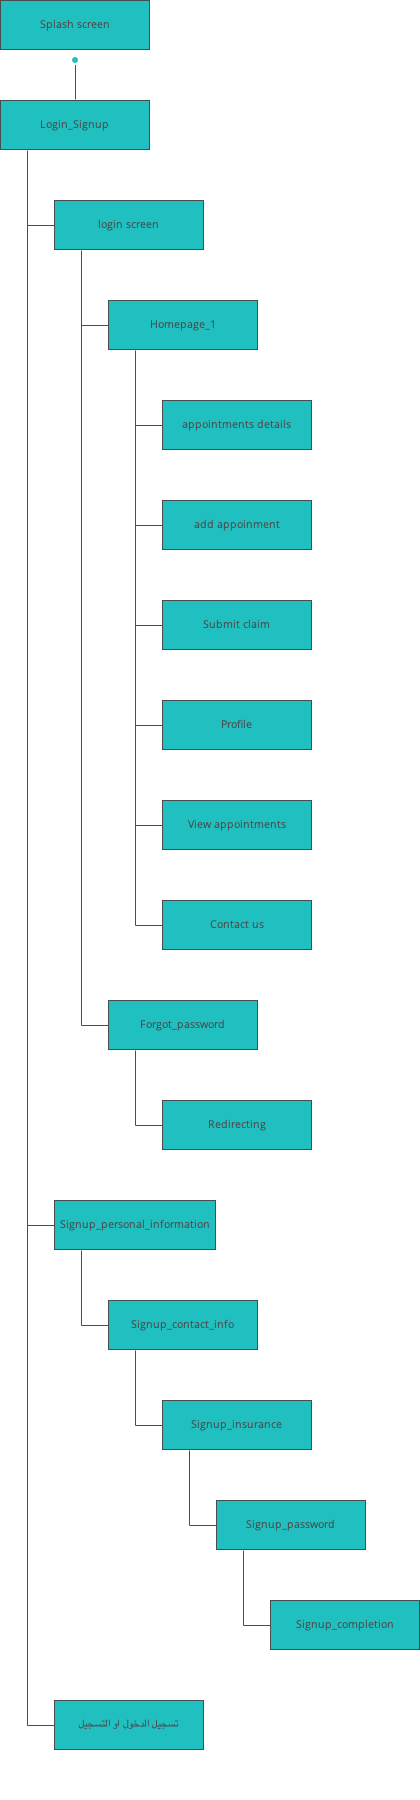 Splash screen
Login_Signup
login screen
Homepage_1
appointments details
add appoinment
Submit claim
Profile
View appointments
Contact us
Forgot_password
Redirecting
Signup_personal_information
Signup_contact_info
Signup_insurance
Signup_password
Signup_completion
تسجيل الدخول او التسجيل